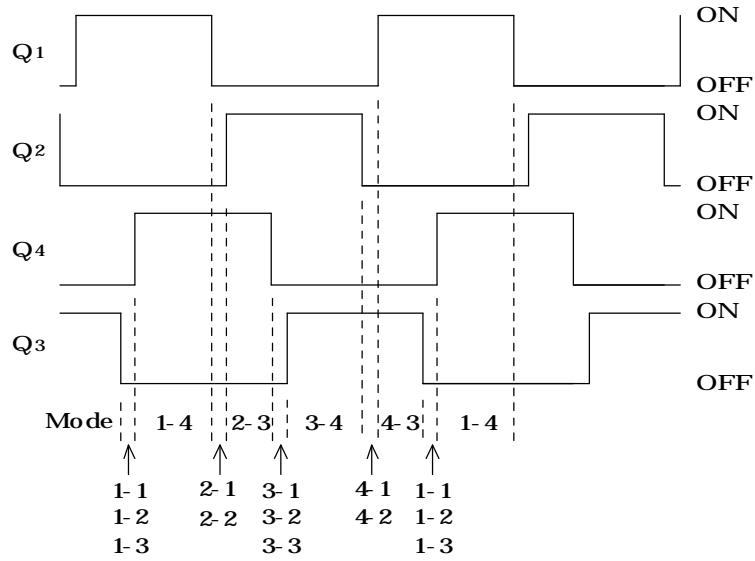 ON
Q1
OFF
ON
Q2
OFF
ON
Q4
OFF
ON
Q3
OFF
Mode 1-4 2-3 3-4 4-3 1-4
1-1 2-1 3-1 4-1 1-1
1-2 2-2 3-2 4-2 1-2
1-3 3-3 1-3